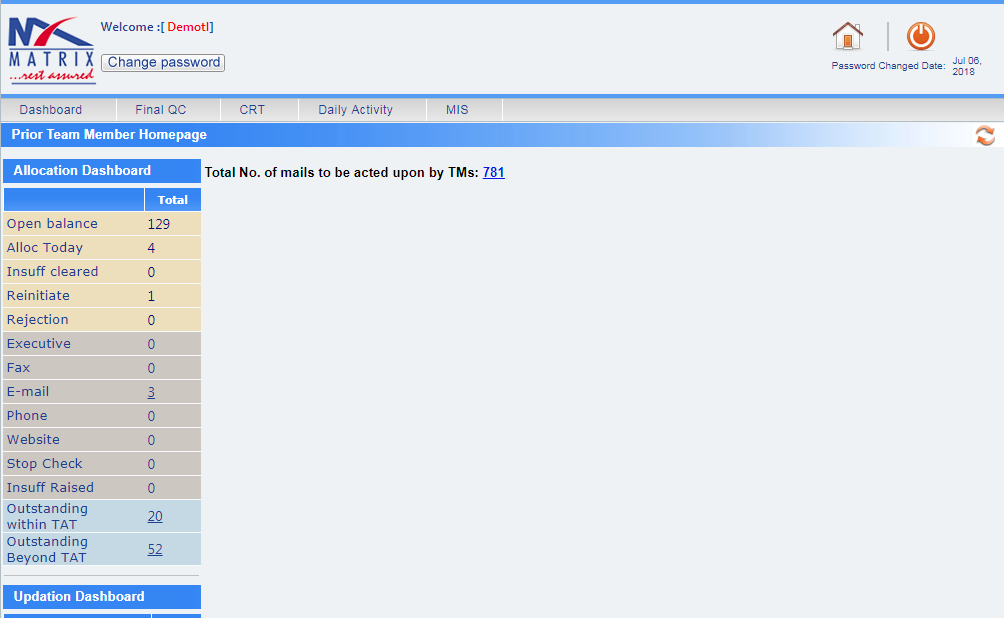 MATRIX
...rest assured
Welcome :[ Demotl]
Change password
Password Changed Date: Jul 06, 2018
Dashboard Final QC CRT Daily Activity MIS
Prior Team Member Homepage
Allocation Dashboard
Total No. of mails to be acted upon by TMs: 781
Total
Open balance 129
Alloc Today 4
Insuff cleared 0
Reinitiate 1
Rejection 0
Executive 0
Fax 0
E-mail 3
Phone 0
Website 0
Stop Check 0
Insuff Raised 0
Outstanding
within TAT 20
Outstanding
Beyond TAT 52
Updation Dashboard